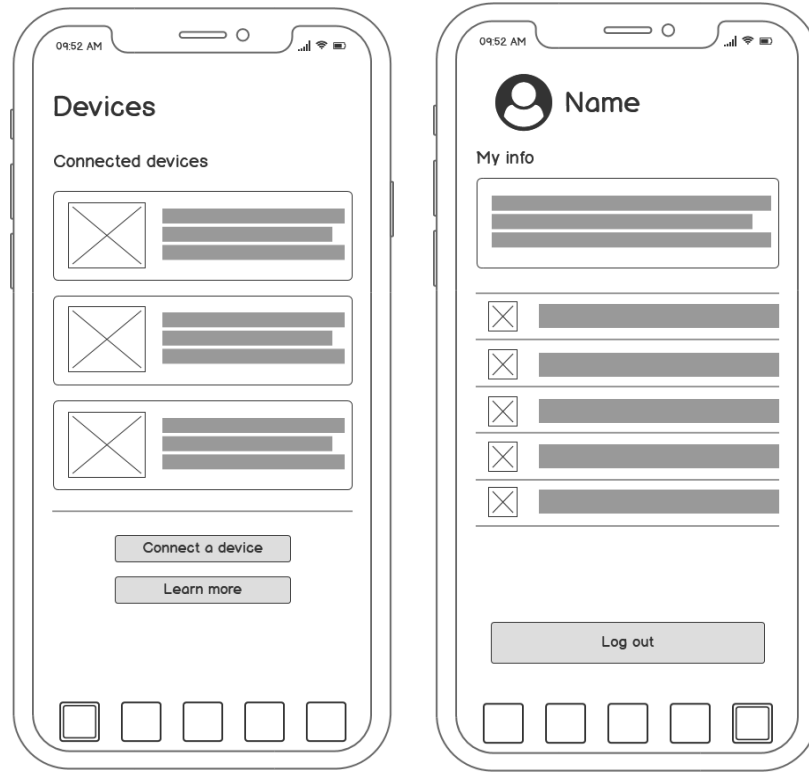 09:52 AM
Devices
Connected devices
Connect a device
Learn more
09:52 AM
Name
My info
Log out